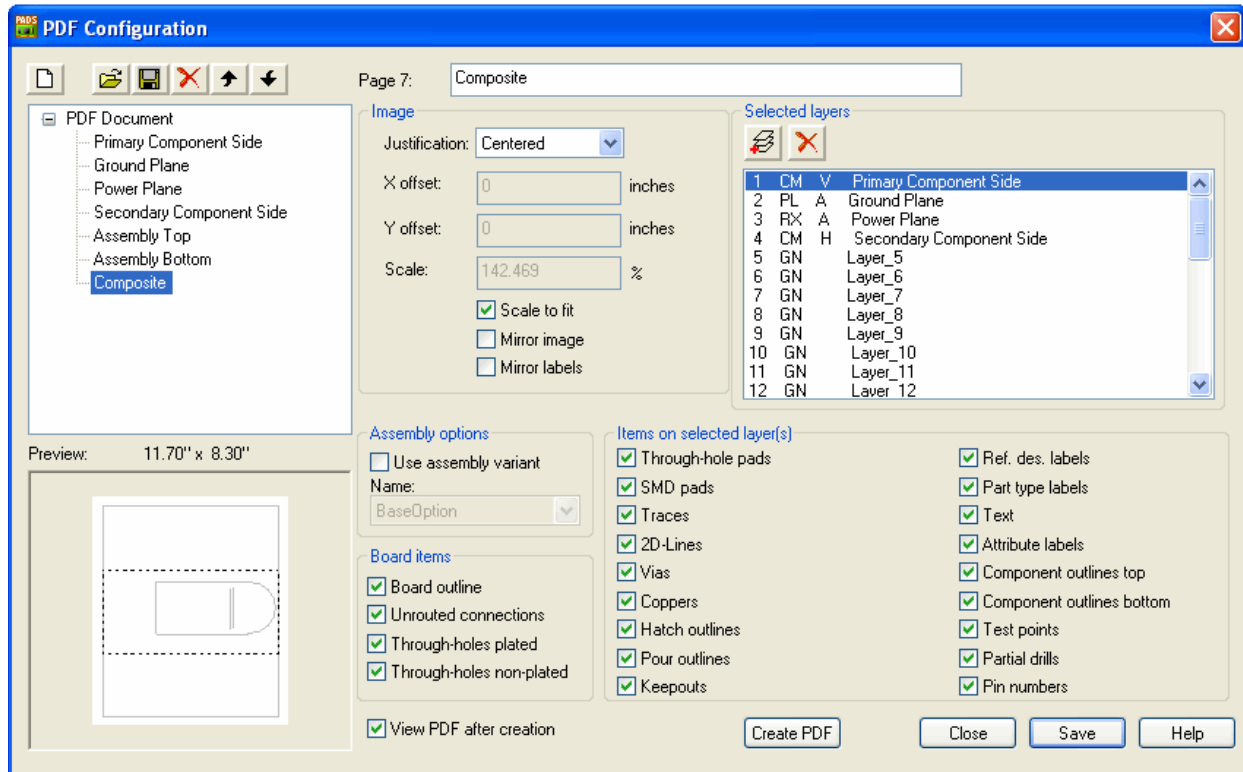 PADS
PDF Configuration
Page 7:
Composite
PDF Document
Primary Component Side
Ground Plane
Power Plane
Secondary Component Side
Assembly Top
Assembly Bottom
Composite
Preview: 11.70" x 8.30"
Image
Justification: Centered
X offset: 0 inches
Y offset: 0 inches
Scale: 142.469 %
Scale to fit
Mirror image
Mirror labels
Selected layers
1 CM V Primary Component Side
2 PL A Ground Plane
3 RX A Power Plane
4 CM H Secondary Component Side
5 GN Layer_5
6 GN Layer_6
7 GN Layer_7
8 GN Layer_8
9 GN Layer_9
10 GN Layer_10
11 GN Layer_11
12 GN Layer_12
Assembly options
Use assembly variant
Name:
BaseOption
Board items
Board outline
Unrouted connections
Through-holes plated
Through-holes non-plated
Items on selected layer(s)
Through-hole pads
SMD pads
Traces
2D-Lines
Vias
Coppers
Hatch outlines
Pour outlines
Keepouts
Ref. des. labels
Part type labels
Text
Attribute labels
Component outlines top
Component outlines bottom
Test points
Partial drills
Pin numbers
View PDF after creation
Create PDF
Close
Save
Help